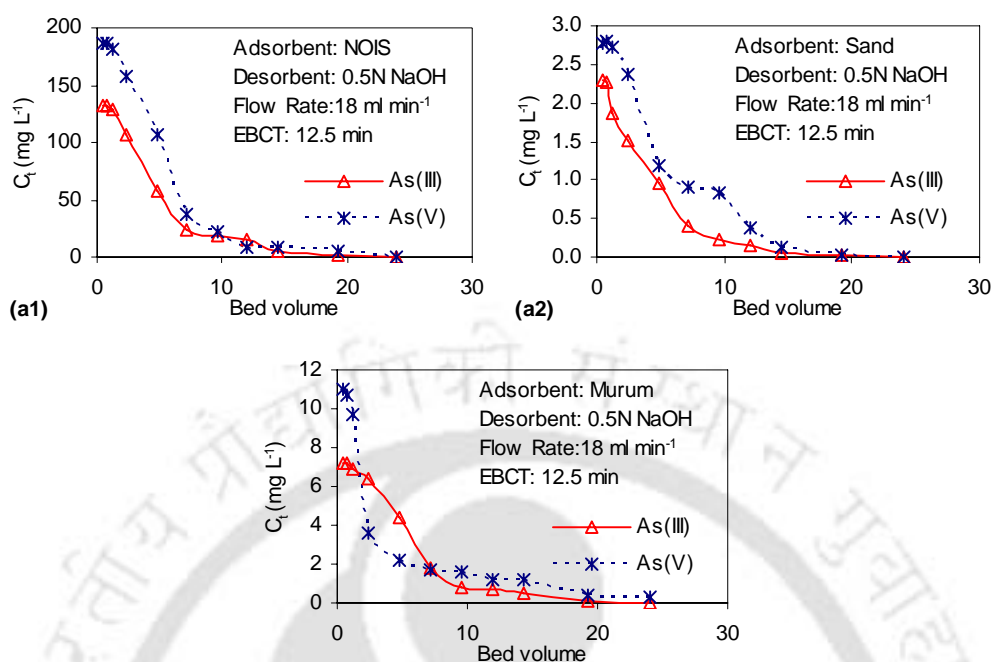 200
150
100
50
0
C_t (mg L⁻¹)
Adsorbent: NOIS
Desorbent: 0.5N NaOH
Flow Rate:18 ml min⁻¹
EBCT: 12.5 min
As(III)
As(V)
0 10 20 30
Bed volume
(a1)
3.0
2.5
2.0
1.5
1.0
0.5
0.0
C_t (mg L⁻¹)
Adsorbent: Sand
Desorbent: 0.5N NaOH
Flow Rate:18 ml min⁻¹
EBCT: 12.5 min
As(III)
As(V)
0 10 20 30
Bed volume
(a2)
12
10
8
6
4
2
0
C_t (mg L⁻¹)
Adsorbent: Murum
Desorbent: 0.5N NaOH
Flow Rate:18 ml min⁻¹
EBCT: 12.5 min
As(III)
As(V)
0 10 20 30
Bed volume